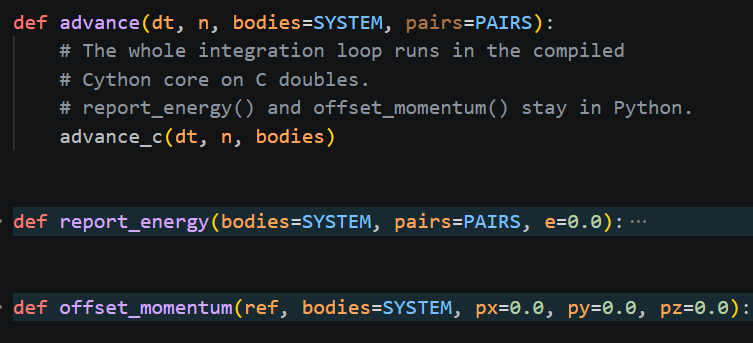 def advance(dt, n, bodies=SYSTEM, pairs=PAIRS):
    # The whole integration loop runs in the compiled
    # Cython core on C doubles.
    # report_energy() and offset_momentum() stay in Python.
    advance_c(dt, n, bodies)
def report_energy(bodies=SYSTEM, pairs=PAIRS, e=0.0):···
def offset_momentum(ref, bodies=SYSTEM, px=0.0, py=0.0, pz=0.0):